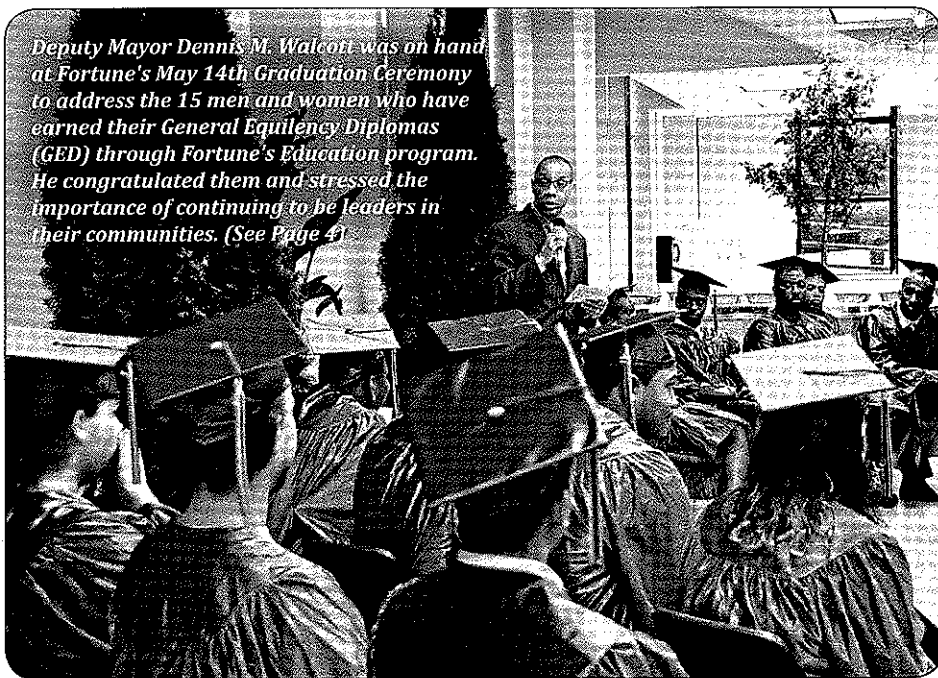 Deputy Mayor Dennis M. Walcott was on hand
at Fortune's May 14th Graduation Ceremony
to address the 15 men and women who have
earned their General Equilency Diplomas
(GED) through Fortune's Education program.
He congratulated them and stressed the
importance of continuing to be leaders in
their communities. (See Page 4)